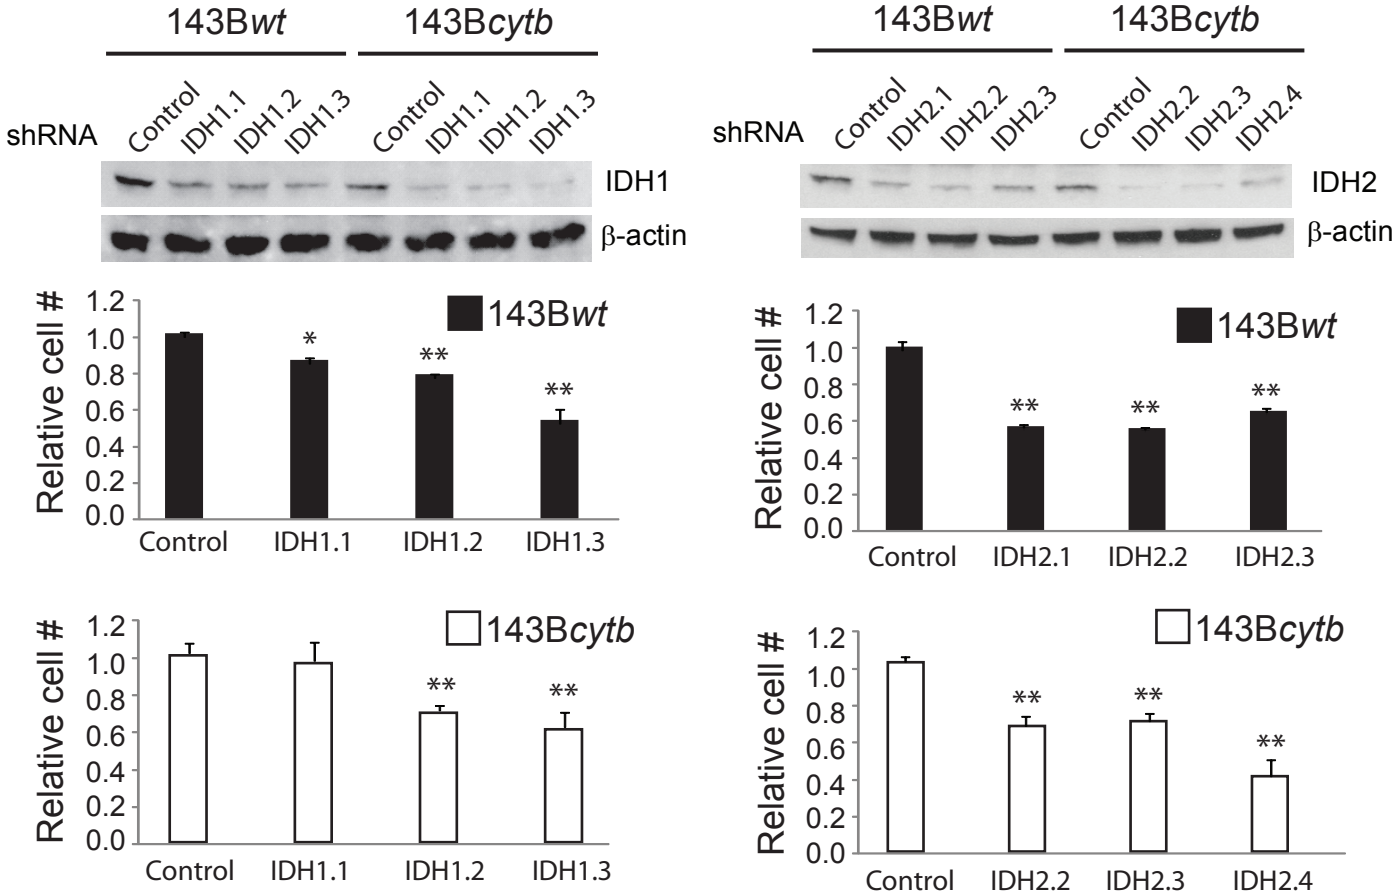 143Bwt 143Bcytb
shRNA Control IDH1.1 IDH1.2 IDH1.3 Control IDH1.1 IDH1.2 IDH1.3
IDH1
β-actin
Relative cell #
1.2
1.0
0.8
0.6
0.4
0.2
0.0
143Bwt
*
**
**
Control IDH1.1 IDH1.2 IDH1.3
Relative cell #
1.2
1.0
0.8
0.6
0.4
0.2
0.0
143Bcytb
**
**
Control IDH1.1 IDH1.2 IDH1.3
143Bwt 143Bcytb
shRNA Control IDH2.1 IDH2.2 IDH2.3 Control IDH2.2 IDH2.3 IDH2.4
IDH2
β-actin
Relative cell #
1.2
1.0
0.8
0.6
0.4
0.2
0.0
143Bwt
**
**
**
Control IDH2.1 IDH2.2 IDH2.3
Relative cell #
1.2
1.0
0.8
0.6
0.4
0.2
0.0
143Bcytb
**
**
**
Control IDH2.2 IDH2.3 IDH2.4